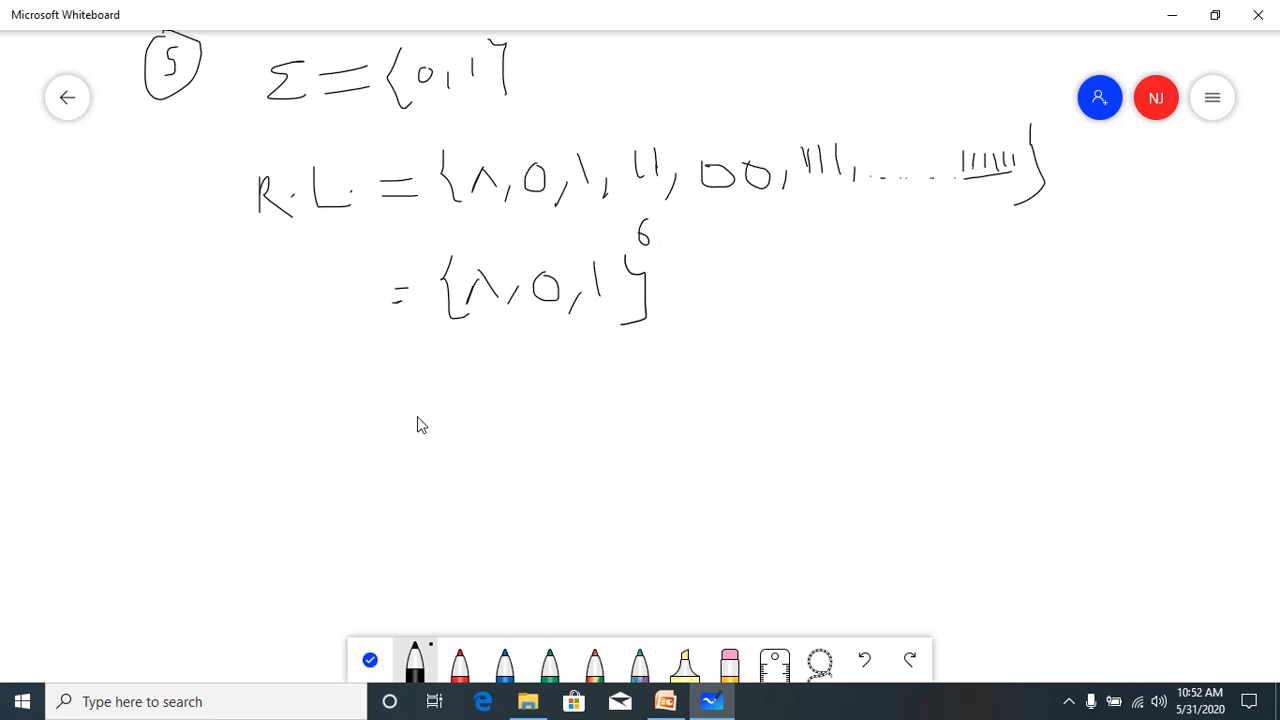 Microsoft Whiteboard
5 Σ = {0, 1}
NJ
R.L. = {Λ, 0, 1, 11, 00, 1111, ....... 111111}
= {Λ, 0, 1}⁶
Type here to search
10:52 AM
5/31/2020